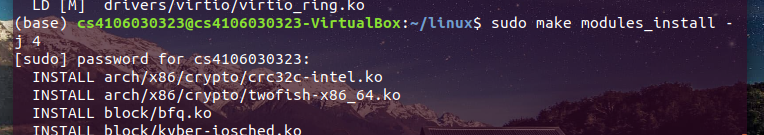 LD [M]  drivers/virtio/virtio_ring.ko
(base) cs4106030323@cs4106030323-VirtualBox:~/linux$ sudo make modules_install -
j 4
[sudo] password for cs4106030323:
INSTALL arch/x86/crypto/crc32c-intel.ko
INSTALL arch/x86/crypto/twofish-x86_64.ko
INSTALL block/bfq.ko
INSTALL block/kyber-iosched.ko